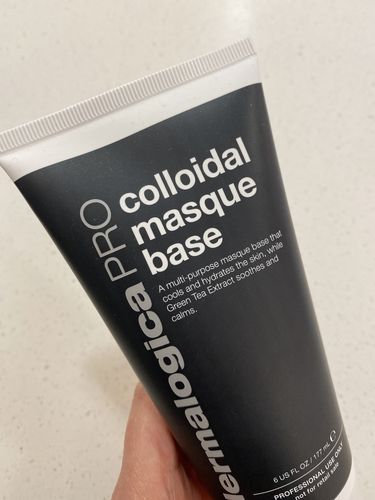 dermalogica PRO
colloidal
masque
base
A multi-purpose masque base that
cools and hydrates the skin, while
Green Tea Extract soothes and
calms.
6 US FL OZ / 177 mL ℮
PROFESSIONAL USE ONLY
not for retail sale